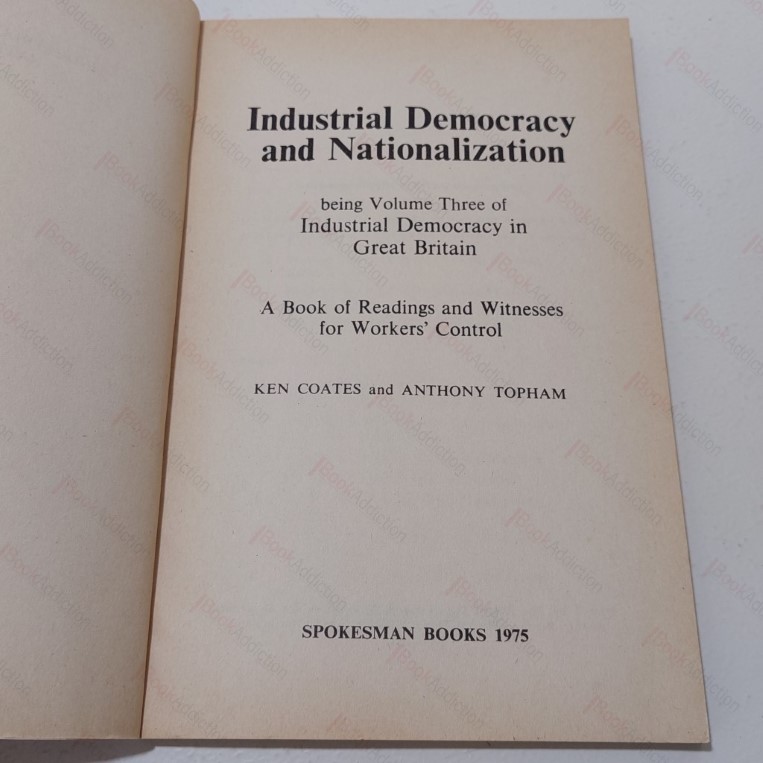 Industrial Democracy
and Nationalization
being Volume Three of
Industrial Democracy in
Great Britain
A Book of Readings and Witnesses
for Workers' Control
KEN COATES and ANTHONY TOPHAM
SPOKESMAN BOOKS 1975
BookAddiction